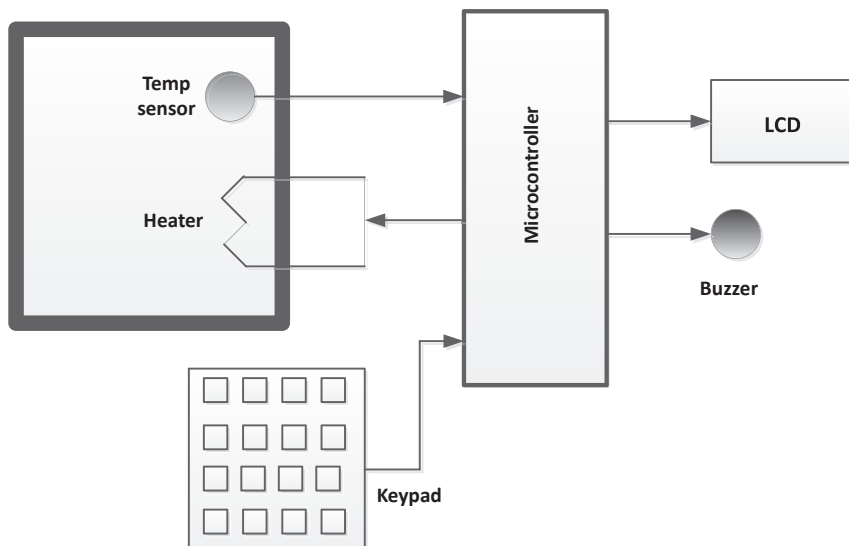 Temp
sensor
Heater
Microcontroller
LCD
Buzzer
Keypad